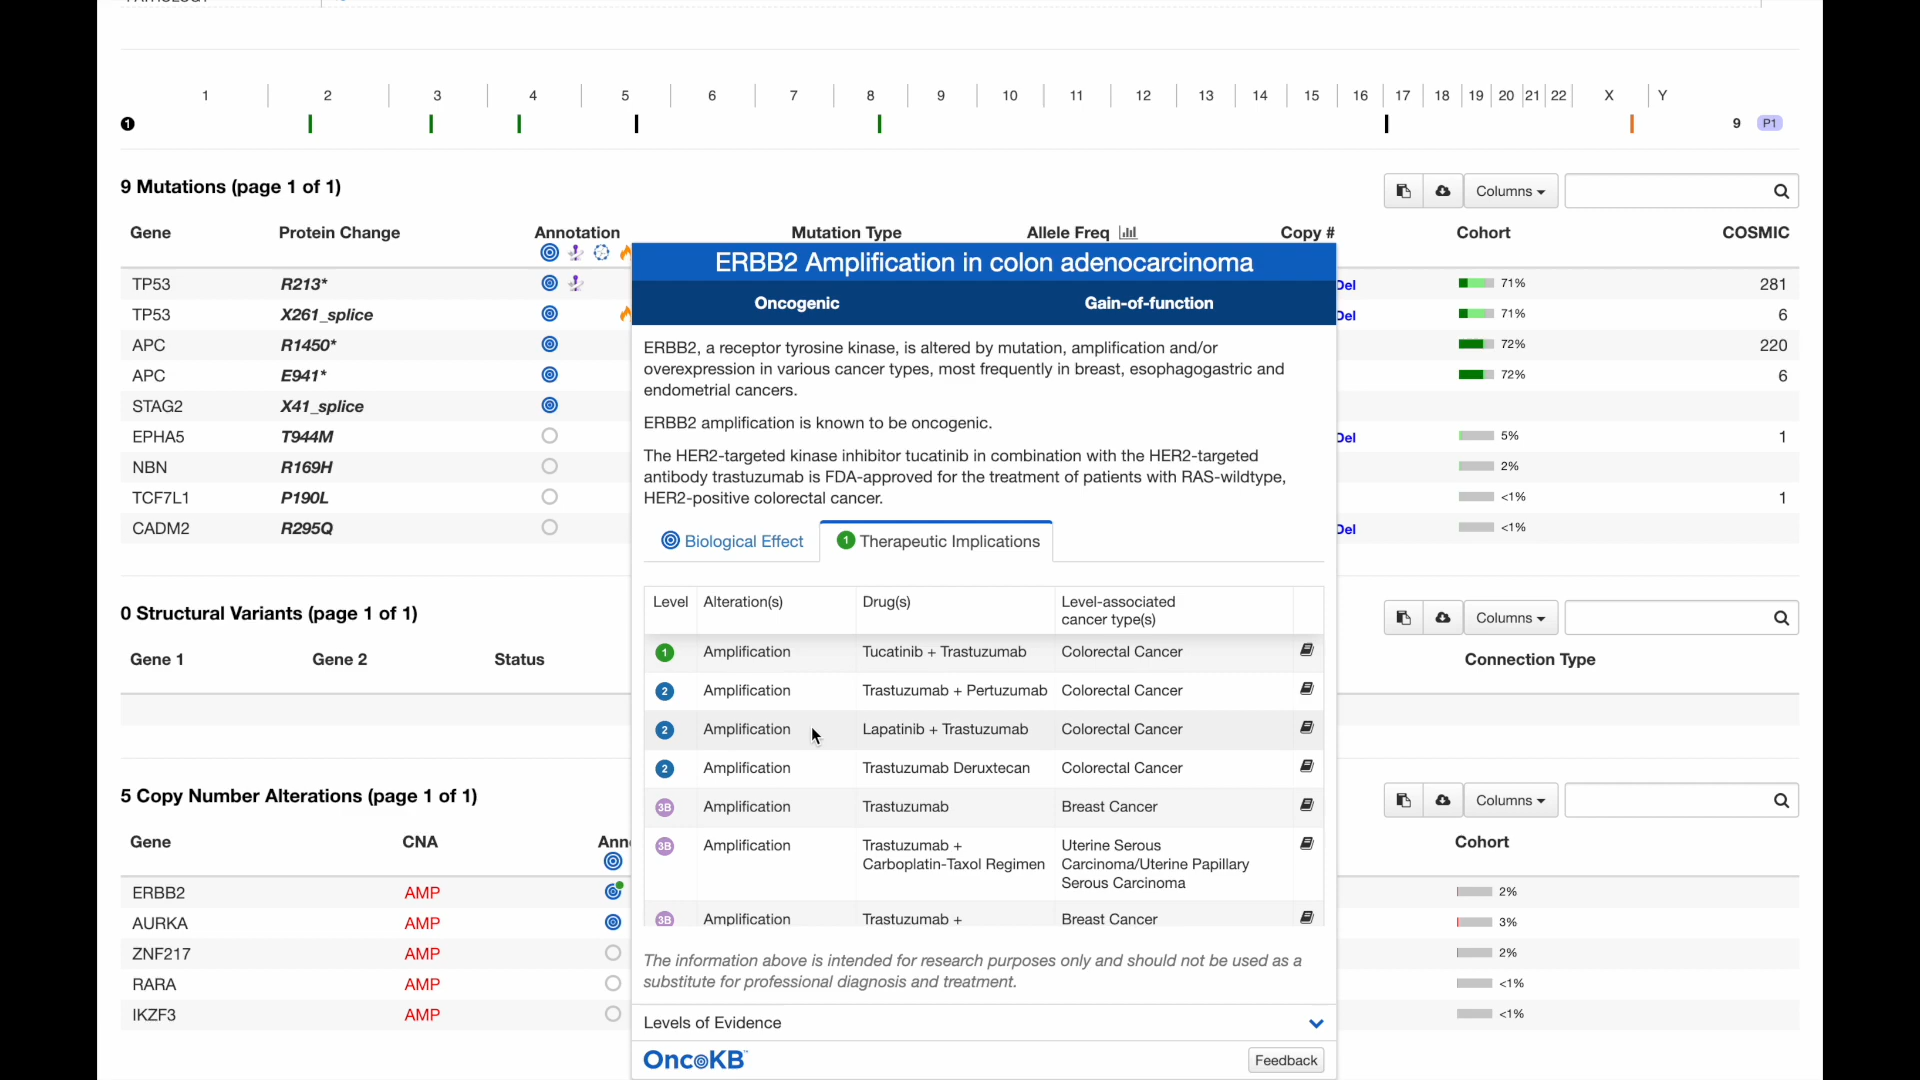 1 2 3 4 5 6 7 8 9 10 11 12 13 14 15 16 17 18 19 20 21 22 X Y
1 9 P1
9 Mutations (page 1 of 1)
Columns
Gene Protein Change Annotation Mutation Type Allele Freq Copy # Cohort COSMIC
TP53 R213* Del 71% 281
TP53 X261_splice Del 71% 6
APC R1450* 72% 220
APC E941* 72% 6
STAG2 X41_splice
EPHA5 T944M Del 5% 1
NBN R169H 2%
TCF7L1 P190L <1% 1
CADM2 R295Q Del <1%
0 Structural Variants (page 1 of 1)
Columns
Gene 1 Gene 2 Status Connection Type
5 Copy Number Alterations (page 1 of 1)
Columns
Gene CNA Ann Cohort
ERBB2 AMP 2%
AURKA AMP 3%
ZNF217 AMP 2%
RARA AMP <1%
IKZF3 AMP <1%
ERBB2 Amplification in colon adenocarcinoma
Oncogenic Gain-of-function
ERBB2, a receptor tyrosine kinase, is altered by mutation, amplification and/or
overexpression in various cancer types, most frequently in breast, esophagogastric and
endometrial cancers.
ERBB2 amplification is known to be oncogenic.
The HER2-targeted kinase inhibitor tucatinib in combination with the HER2-targeted
antibody trastuzumab is FDA-approved for the treatment of patients with RAS-wildtype,
HER2-positive colorectal cancer.
Biological Effect 1 Therapeutic Implications
Level Alteration(s) Drug(s) Level-associated
cancer type(s)
1 Amplification Tucatinib + Trastuzumab Colorectal Cancer
2 Amplification Trastuzumab + Pertuzumab Colorectal Cancer
2 Amplification Lapatinib + Trastuzumab Colorectal Cancer
2 Amplification Trastuzumab Deruxtecan Colorectal Cancer
3B Amplification Trastuzumab Breast Cancer
3B Amplification Trastuzumab + Uterine Serous
Carboplatin-Taxol Regimen Carcinoma/Uterine Papillary
Serous Carcinoma
3B Amplification Trastuzumab + Breast Cancer
The information above is intended for research purposes only and should not be used as a
substitute for professional diagnosis and treatment.
Levels of Evidence
OncoKB™ Feedback